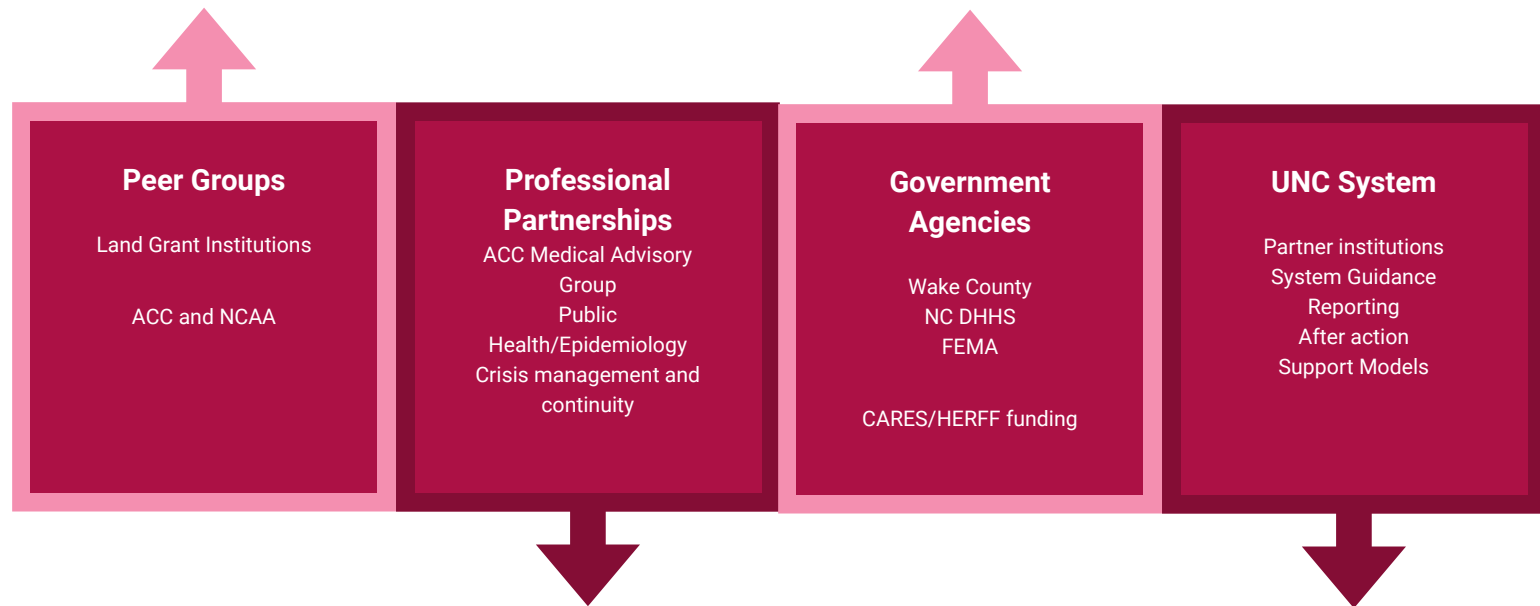 Peer Groups
Land Grant Institutions
ACC and NCAA
Professional
Partnerships
ACC Medical Advisory
Group
Public
Health/Epidemiology
Crisis management and
continuity
Government
Agencies
Wake County
NC DHHS
FEMA
CARES/HERFF funding
UNC System
Partner institutions
System Guidance
Reporting
After action
Support Models